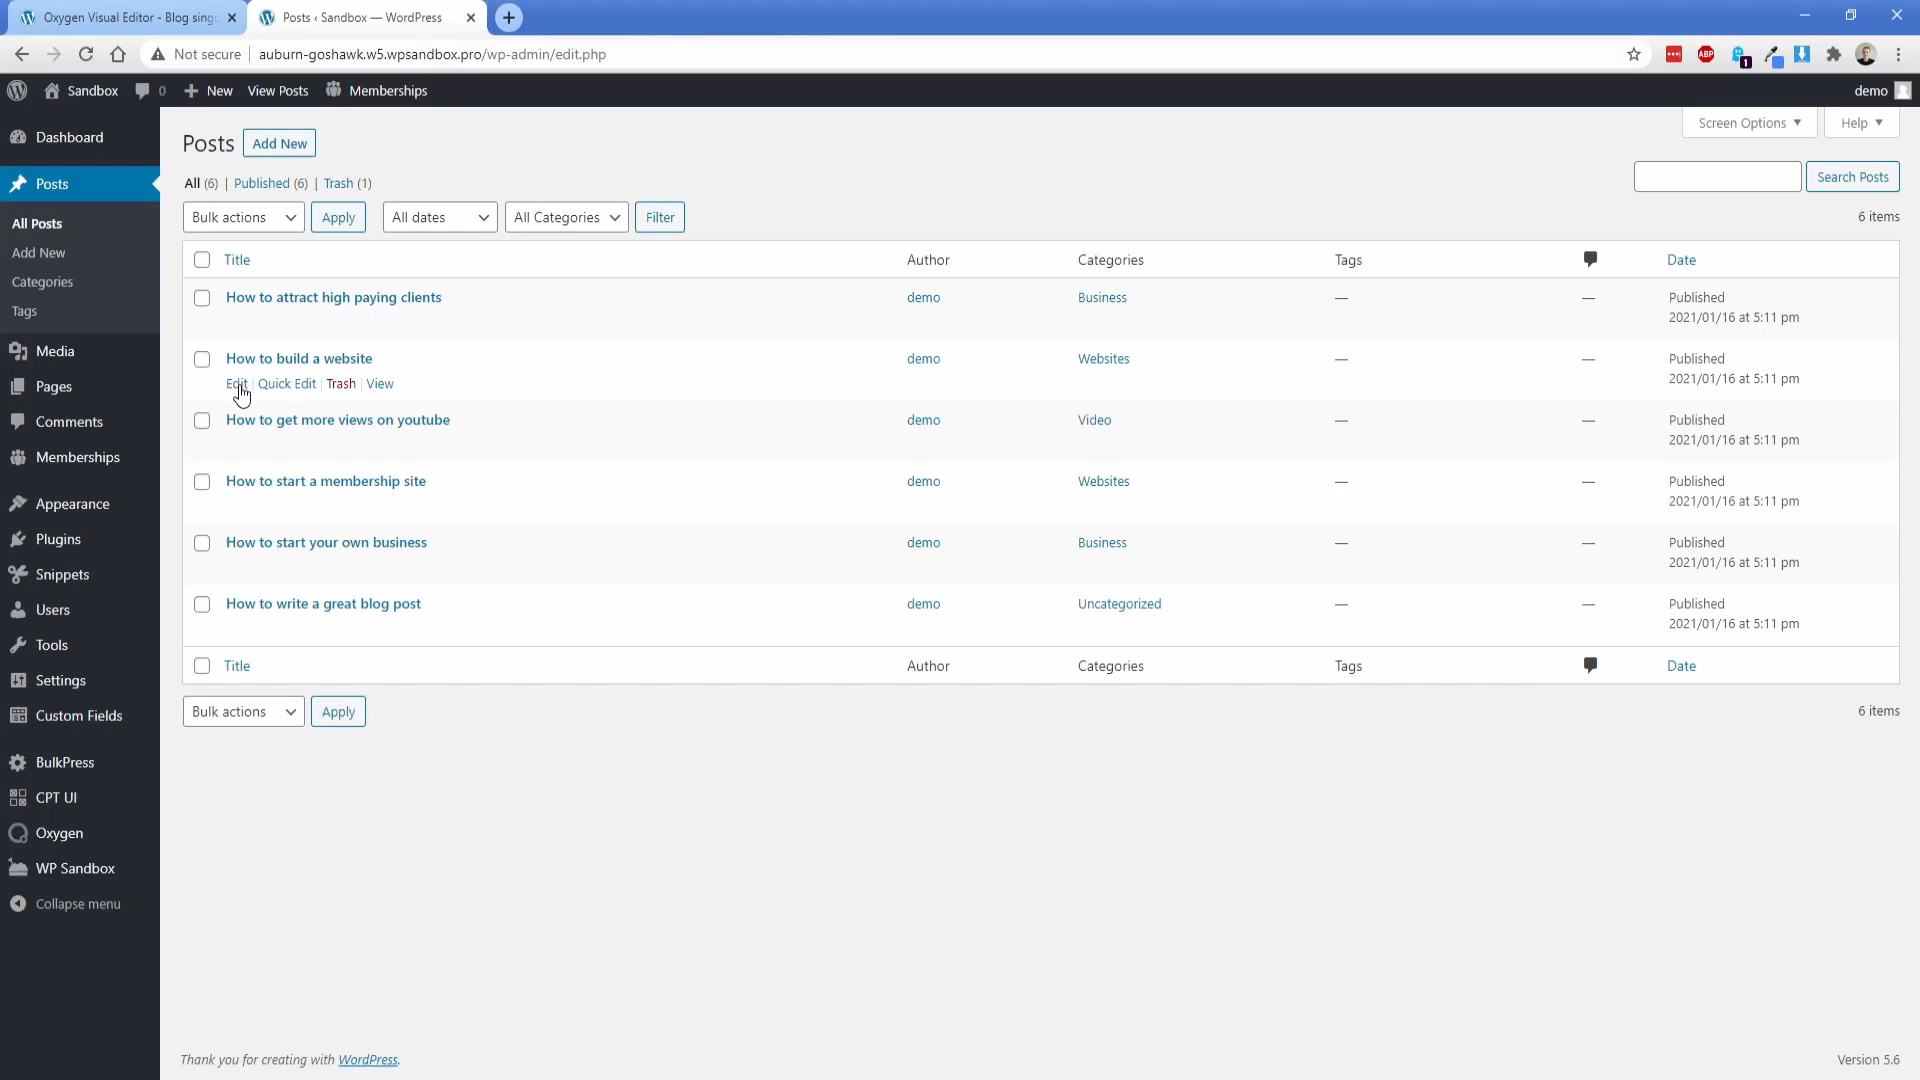 Oxygen Visual Editor - Blog sing
Posts ‹ Sandbox — WordPress
Not secure
auburn-goshawk.w5.wpsandbox.pro/wp-admin/edit.php
ABP
1
Sandbox
0
New
View Posts
Memberships
demo
Dashboard
Posts
All Posts
Add New
Categories
Tags
Media
Pages
Comments
Memberships
Appearance
Plugins
Snippets
Users
Tools
Settings
Custom Fields
BulkPress
CPT UI
Oxygen
WP Sandbox
Collapse menu
Screen Options
Help
Posts
Add New
All (6) | Published (6) | Trash (1)
Search Posts
Bulk actions
Apply
All dates
All Categories
Filter
6 items
Title Author Categories Tags Date
How to attract high paying clients demo Business — — Published
2021/01/16 at 5:11 pm
How to build a website demo Websites — — Published
2021/01/16 at 5:11 pm
Edit | Quick Edit | Trash | View
How to get more views on youtube demo Video — — Published
2021/01/16 at 5:11 pm
How to start a membership site demo Websites — — Published
2021/01/16 at 5:11 pm
How to start your own business demo Business — — Published
2021/01/16 at 5:11 pm
How to write a great blog post demo Uncategorized — — Published
2021/01/16 at 5:11 pm
Title Author Categories Tags Date
Bulk actions
Apply
6 items
Thank you for creating with WordPress.
Version 5.6